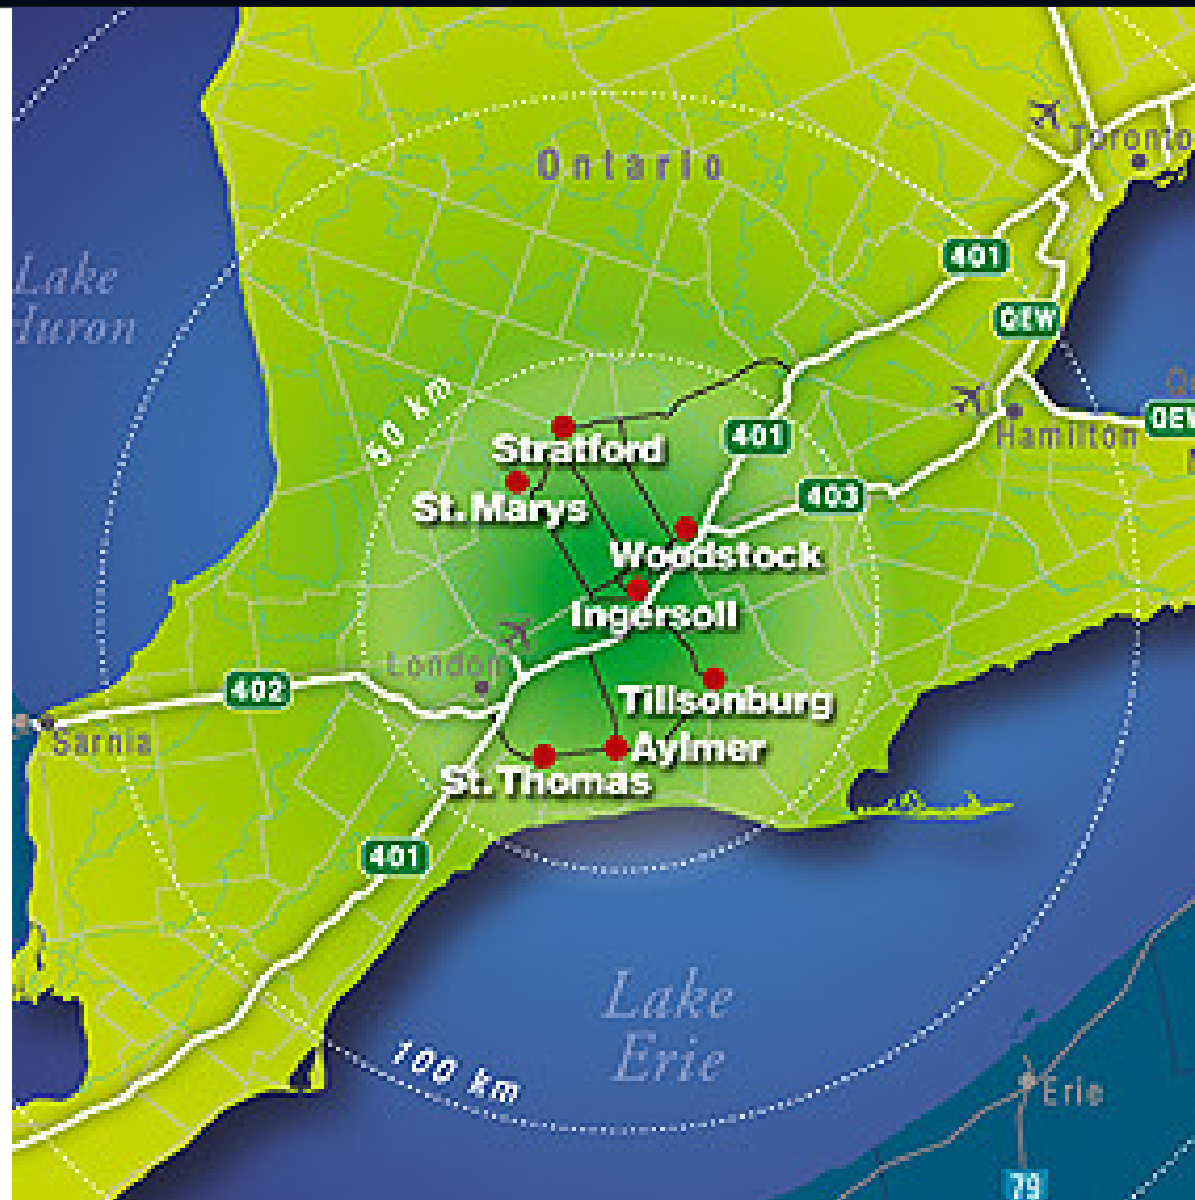 Toronto
Ontario
401
Lake
Huron
QEW
50 km
QEW
401
Hamilton
Stratford
403
St. Marys
Woodstock
Ingersoll
London
402
Tillsonburg
Sarnia
Aylmer
St. Thomas
401
Lake
Erie
100 km
Erie
79